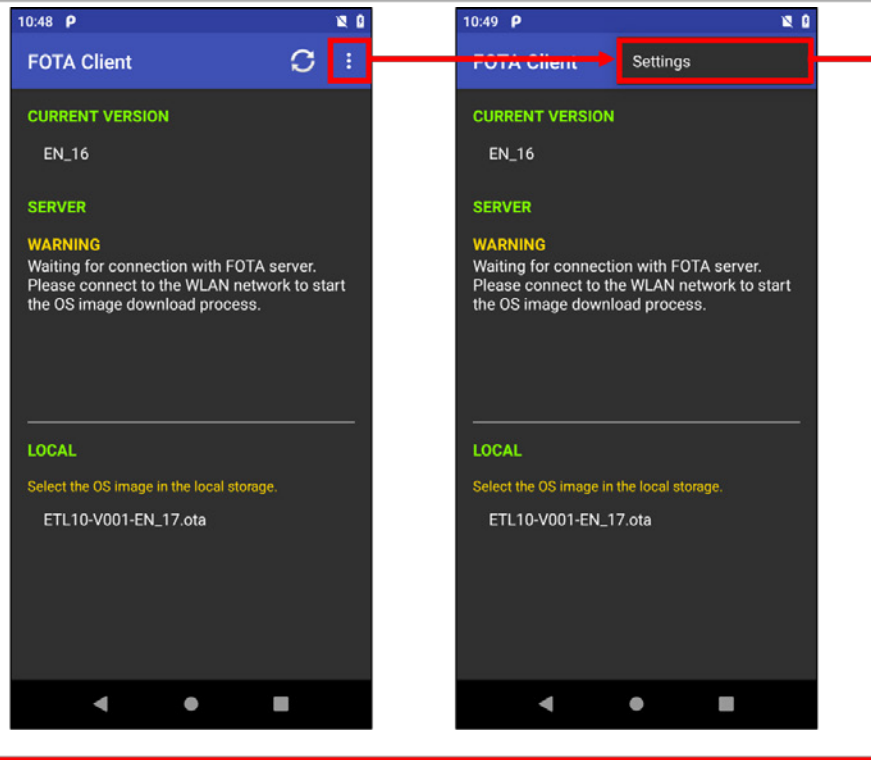 10:48
FOTA Client
CURRENT VERSION
EN_16
SERVER
WARNING
Waiting for connection with FOTA server.
Please connect to the WLAN network to start
the OS image download process.
LOCAL
Select the OS image in the local storage.
ETL10-V001-EN_17.ota
10:49
FOTA Client
Settings
CURRENT VERSION
EN_16
SERVER
WARNING
Waiting for connection with FOTA server.
Please connect to the WLAN network to start
the OS image download process.
LOCAL
Select the OS image in the local storage.
ETL10-V001-EN_17.ota